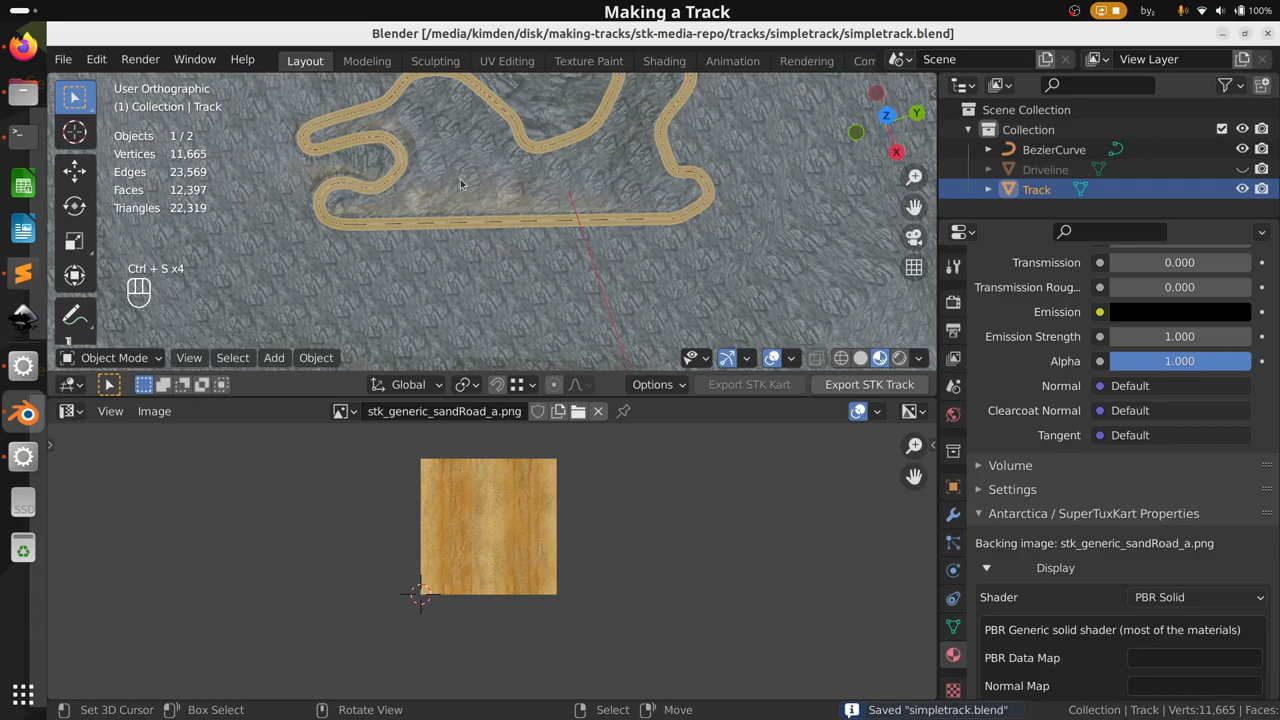 Making a Track
by₂
100%
Blender [/media/kimden/disk/making-tracks/stk-media-repo/tracks/simpletrack/simpletrack.blend]
File Edit Render Window Help
Layout Modeling Sculpting UV Editing Texture Paint Shading Animation Rendering Com
Scene
View Layer
User Orthographic
(1) Collection | Track
Objects 1 / 2
Vertices 11,665
Edges 23,569
Faces 12,397
Triangles 22,319
Ctrl + S x4
X
Y
Z
Object Mode View Select Add Object
Global
Options
Export STK Kart
Export STK Track
View Image
stk_generic_sandRoad_a.png
Scene Collection
Collection
BezierCurve
Driveline
Track
Transmission 0.000
Transmission Roug... 0.000
Emission
Emission Strength 1.000
Alpha 1.000
Normal Default
Clearcoat Normal Default
Tangent Default
Volume
Settings
Antarctica / SuperTuxKart Properties
Backing image: stk_generic_sandRoad_a.png
Display
Shader PBR Solid
PBR Generic solid shader (most of the materials)
PBR Data Map
Normal Map
SSD
Set 3D Cursor Box Select Rotate View Select Move
Saved "simpletrack.blend"
Collection | Track | Verts:11,665 | Faces: